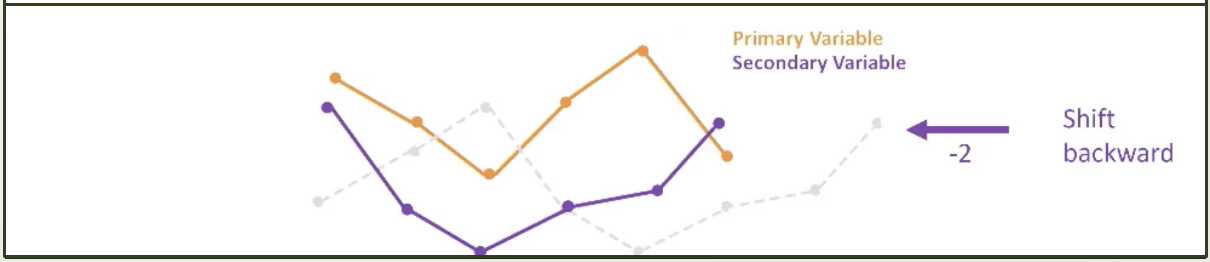 Primary Variable
Secondary Variable
Shift
backward
-2